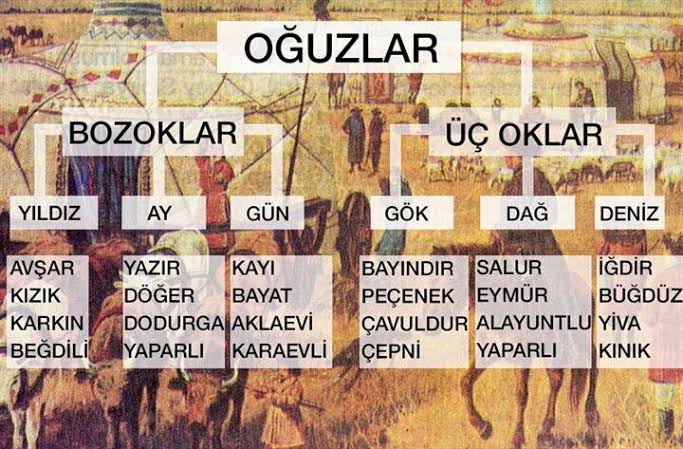 OĞUZLAR
BOZOKLAR
ÜÇ OKLAR
YILDIZ
AY
GÜN
GÖK
DAĞ
DENİZ
AVŞAR
KIZIK
KARKIN
BEĞDİLİ
YAZIR
DÖĞER
DODURGA
YAPARLI
KAYI
BAYAT
AKLAEVİ
KARAEVLİ
BAYINDIR
PEÇENEK
ÇAVULDUR
ÇEPNİ
SALUR
EYMÜR
ALAYUNTLU
YAPARLI
İĞDİR
BÜĞDÜZ
YİVA
KINIK